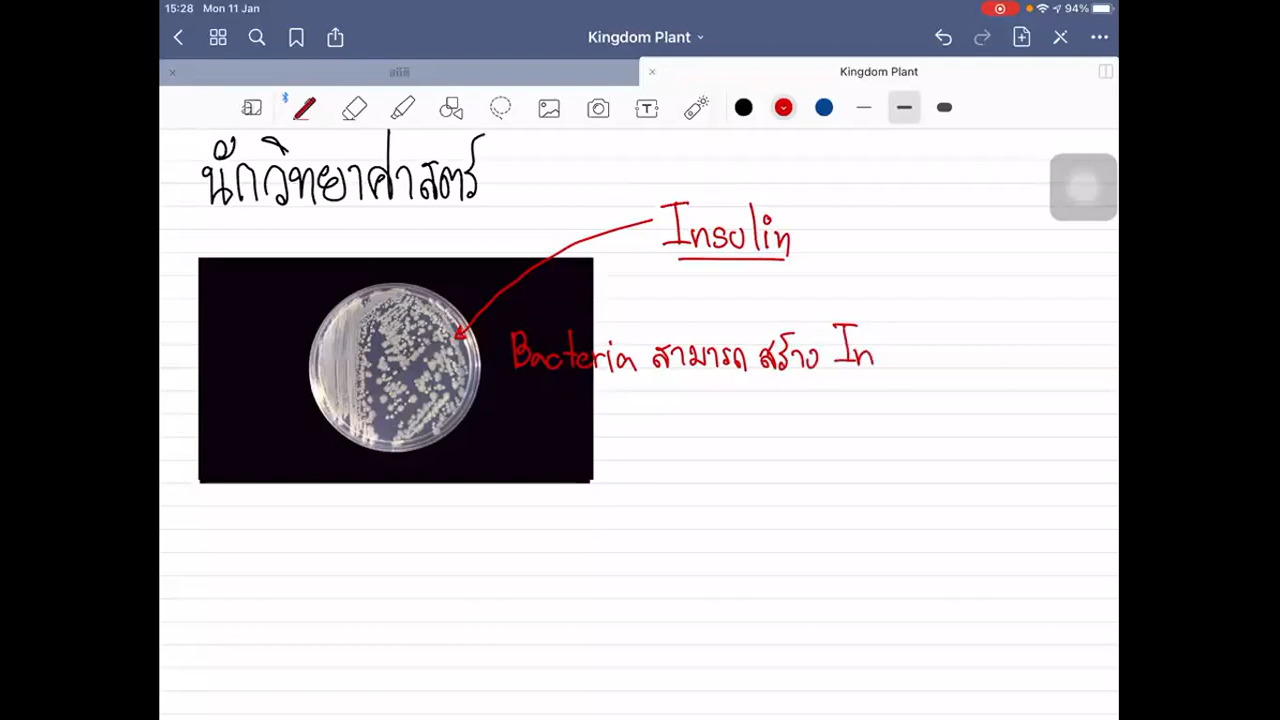 15:28 Mon 11 Jan 94%
Kingdom Plant
Kingdom Plant
นักวิทยาศาสตร์
Insulin
Bacteria สามารถ สร้าง In